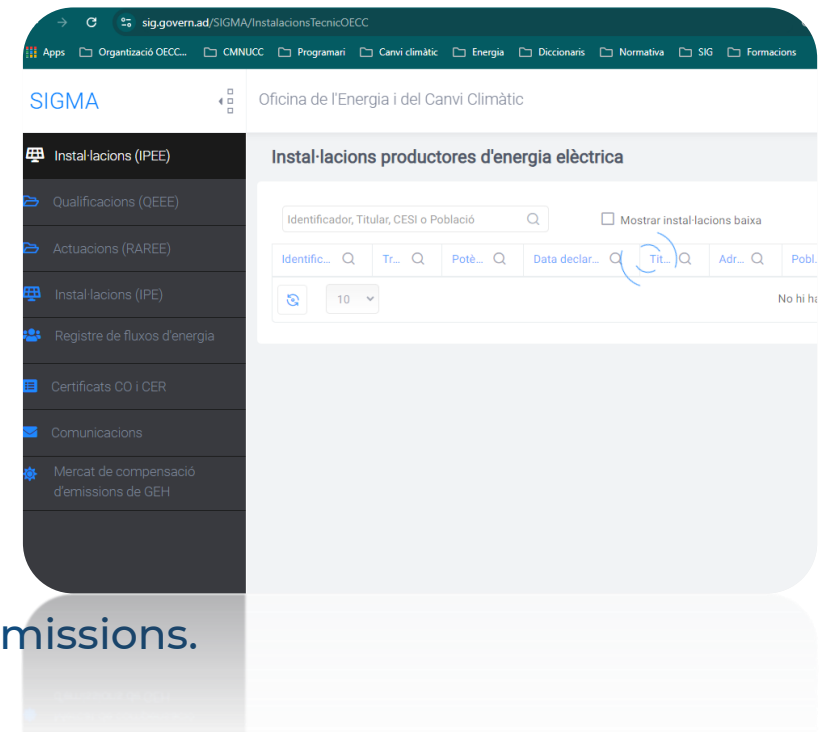 sig.govern.ad/SIGMA/InstalacionsTecnicOECC
Apps Organtizació OECC... CMNUCC Programari Canvi climàtic Energia Diccionaris Normativa SIG Formacions
SIGMA
Oficina de l'Energia i del Canvi Climàtic
Instal·lacions (IPEE)
Qualificacions (QEEE)
Actuacions (RAREE)
Instal·lacions (IPE)
Registre de fluxos d'energia
Certificats CO i CER
Comunicacions
Mercat de compensació
d'emissions de GEH
Instal·lacions productores d'energia elèctrica
Identificador, Titular, CESI o Població
Mostrar instal·lacions baixa
Identific... Tr... Potè... Data declar... Tit... Adr... Pobl.
10
No hi ha
missions.